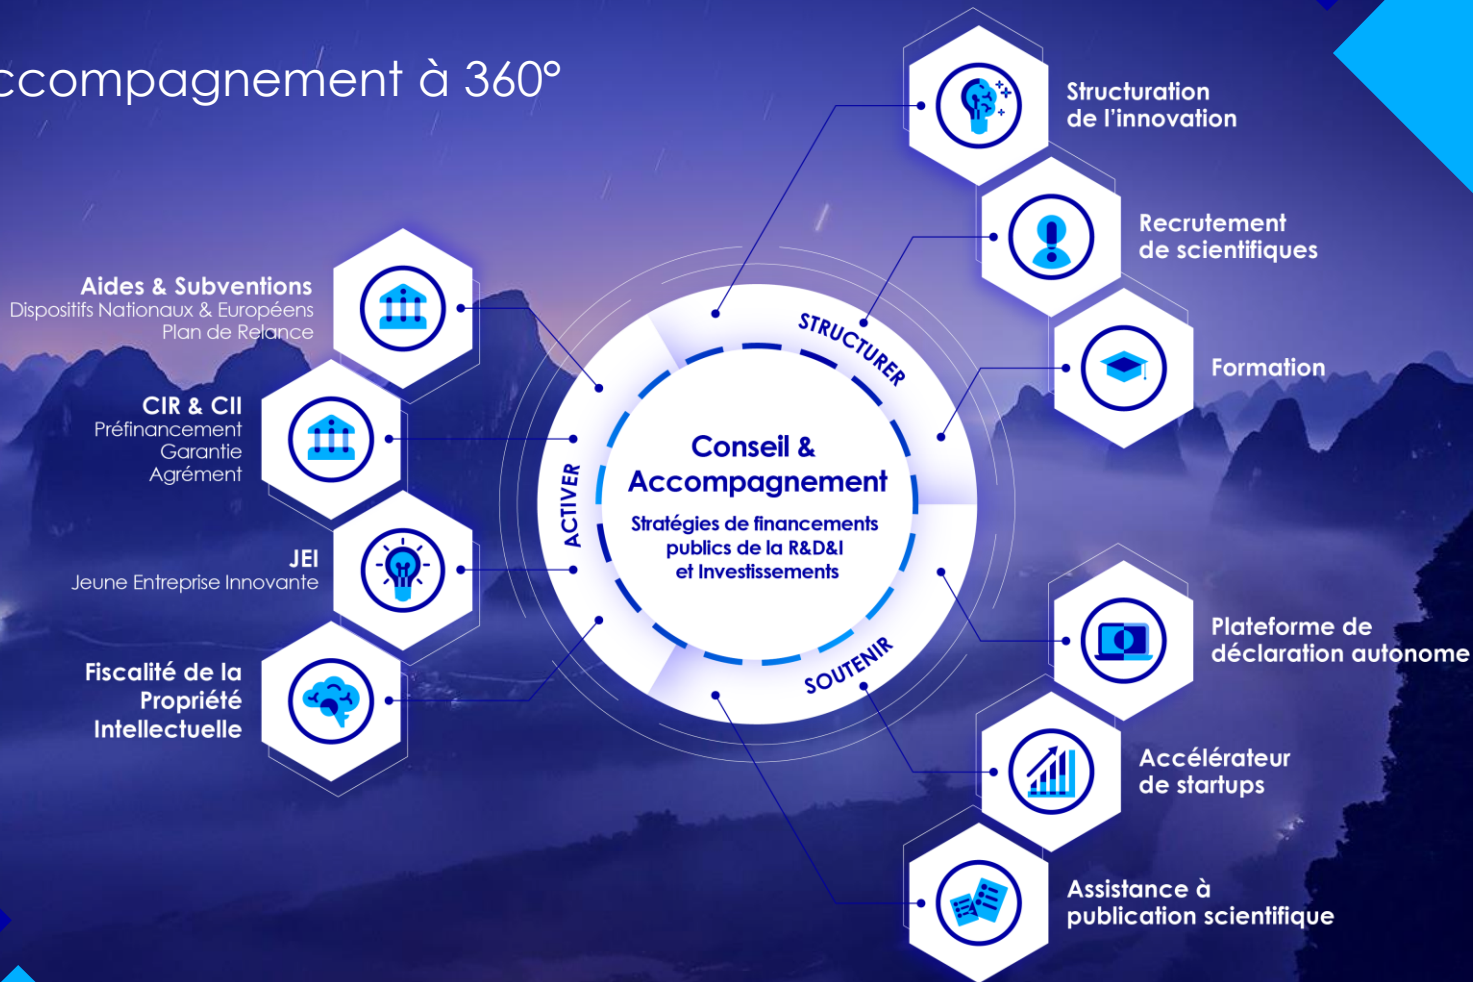 ccompagnement à 360°
Aides & Subventions
Dispositifs Nationaux & Européens
Plan de Relance
CIR & CII
Préfinancement
Garantie
Agrément
JEI
Jeune Entreprise Innovante
Fiscalité de la
Propriété
Intellectuelle
ACTIVER
STRUCTURER
SOUTENIR
Conseil &
Accompagnement
Stratégies de financements
publics de la R&D&I
et Investissements
Structuration
de l'innovation
Recrutement
de scientifiques
Formation
Plateforme de
déclaration autonome
Accélérateur
de startups
Assistance à
publication scientifique